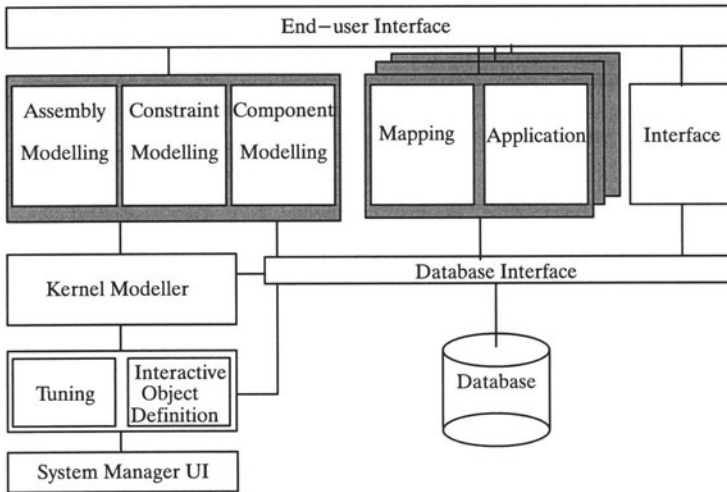 End-user Interface
Assembly
Modelling
Constraint
Modelling
Component
Modelling
Mapping
Application
Interface
Kernel Modeller
Database Interface
Tuning
Interactive
Object
Definition
Database
System Manager UI